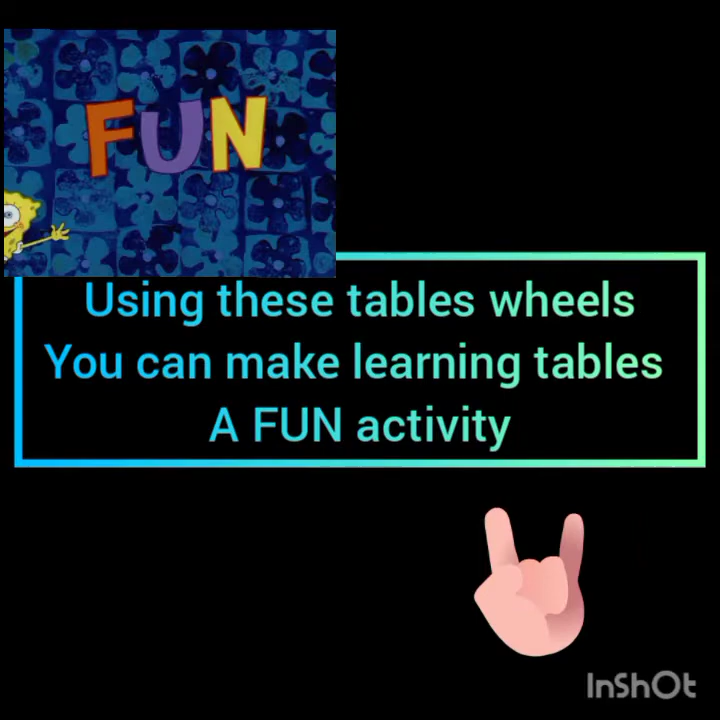 FUN
Using these tables wheels
You can make learning tables
A FUN activity
InShOt